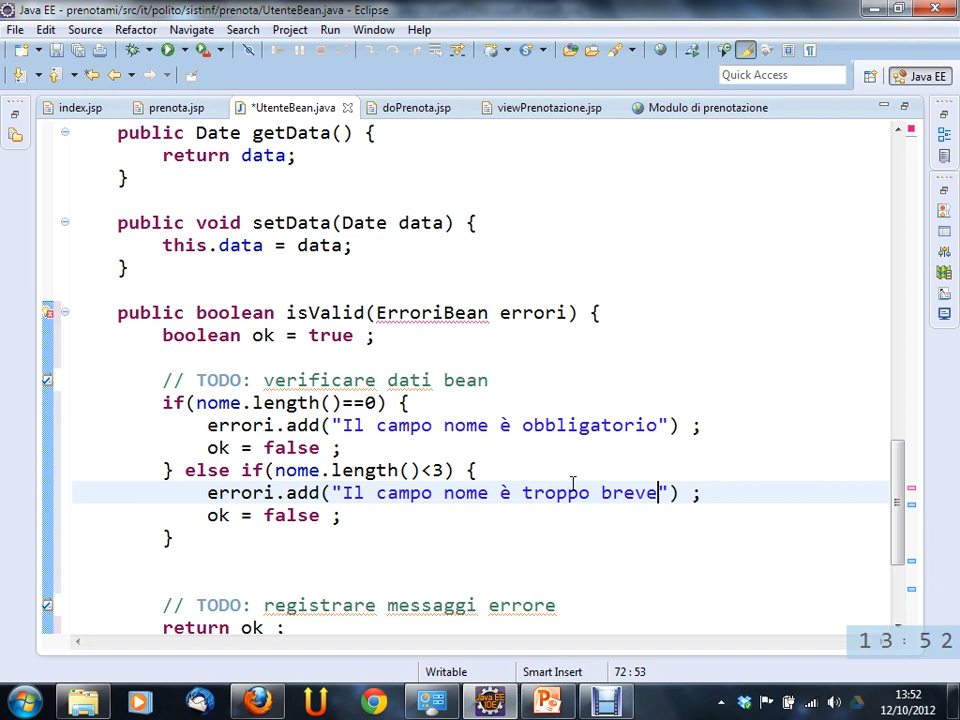 Java EE - prenotami/src/it/polito/sistinf/prenota/UtenteBean.java - Eclipse
File Edit Source Refactor Navigate Search Project Run Window Help
Quick Access
Java EE
index.jsp prenota.jsp *UtenteBean.java doPrenota.jsp viewPrenotazione.jsp Modulo di prenotazione
public Date getData() {
return data;
}
public void setData(Date data) {
this.data = data;
}
public boolean isValid(ErroriBean errori) {
boolean ok = true ;
// TODO: verificare dati bean
if(nome.length()==0) {
errori.add("Il campo nome è obbligatorio") ;
ok = false ;
} else if(nome.length()<3) {
errori.add("Il campo nome è troppo breve") ;
ok = false ;
}
// TODO: registrare messaggi errore
return ok ;
13:52
Writable Smart Insert 72 : 53
13:52
12/10/2012